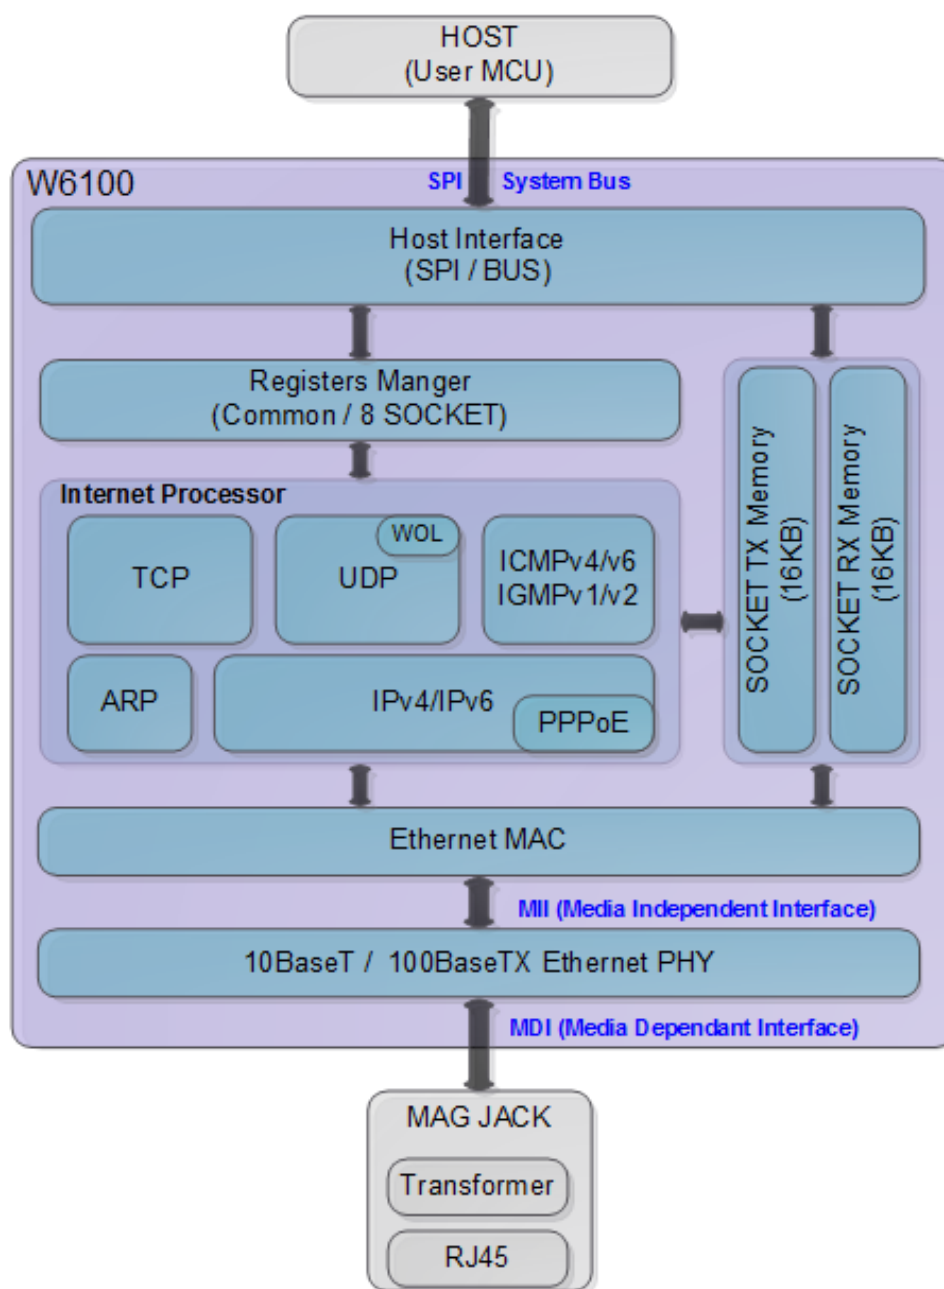 HOST
(User MCU)
W6100
SPI
System Bus
Host Interface
(SPI / BUS)
Registers Manger
(Common / 8 SOCKET)
Internet Processor
TCP
UDP
WOL
ICMPv4/v6
IGMPv1/v2
ARP
IPv4/IPv6
PPPoE
SOCKET TX Memory
(16KB)
SOCKET RX Memory
(16KB)
Ethernet MAC
MII (Media Independent Interface)
10BaseT / 100BaseTX Ethernet PHY
MDI (Media Dependant Interface)
MAG JACK
Transformer
RJ45